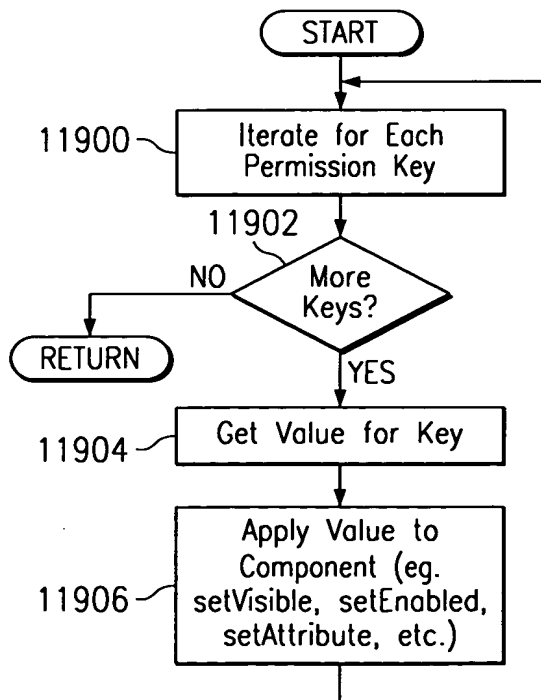 START
11900
Iterate for Each
Permission Key
11902
More
Keys?
NO
RETURN
YES
11904
Get Value for Key
11906
Apply Value to
Component (eg.
setVisible, setEnabled,
setAttribute, etc.)